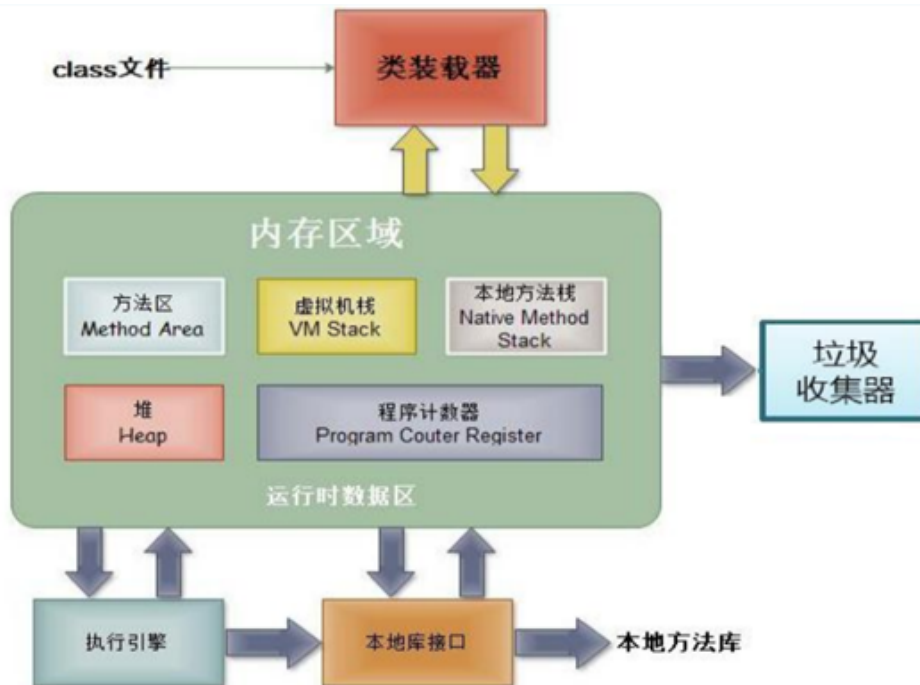 类装载器
class文件
内存区域
方法区
Method Area
虚拟机栈
VM Stack
本地方法栈
Native Method
Stack
堆
Heap
程序计数器
Program Couter Register
运行时数据区
垃圾
收集器
执行引擎
本地库接口
本地方法库